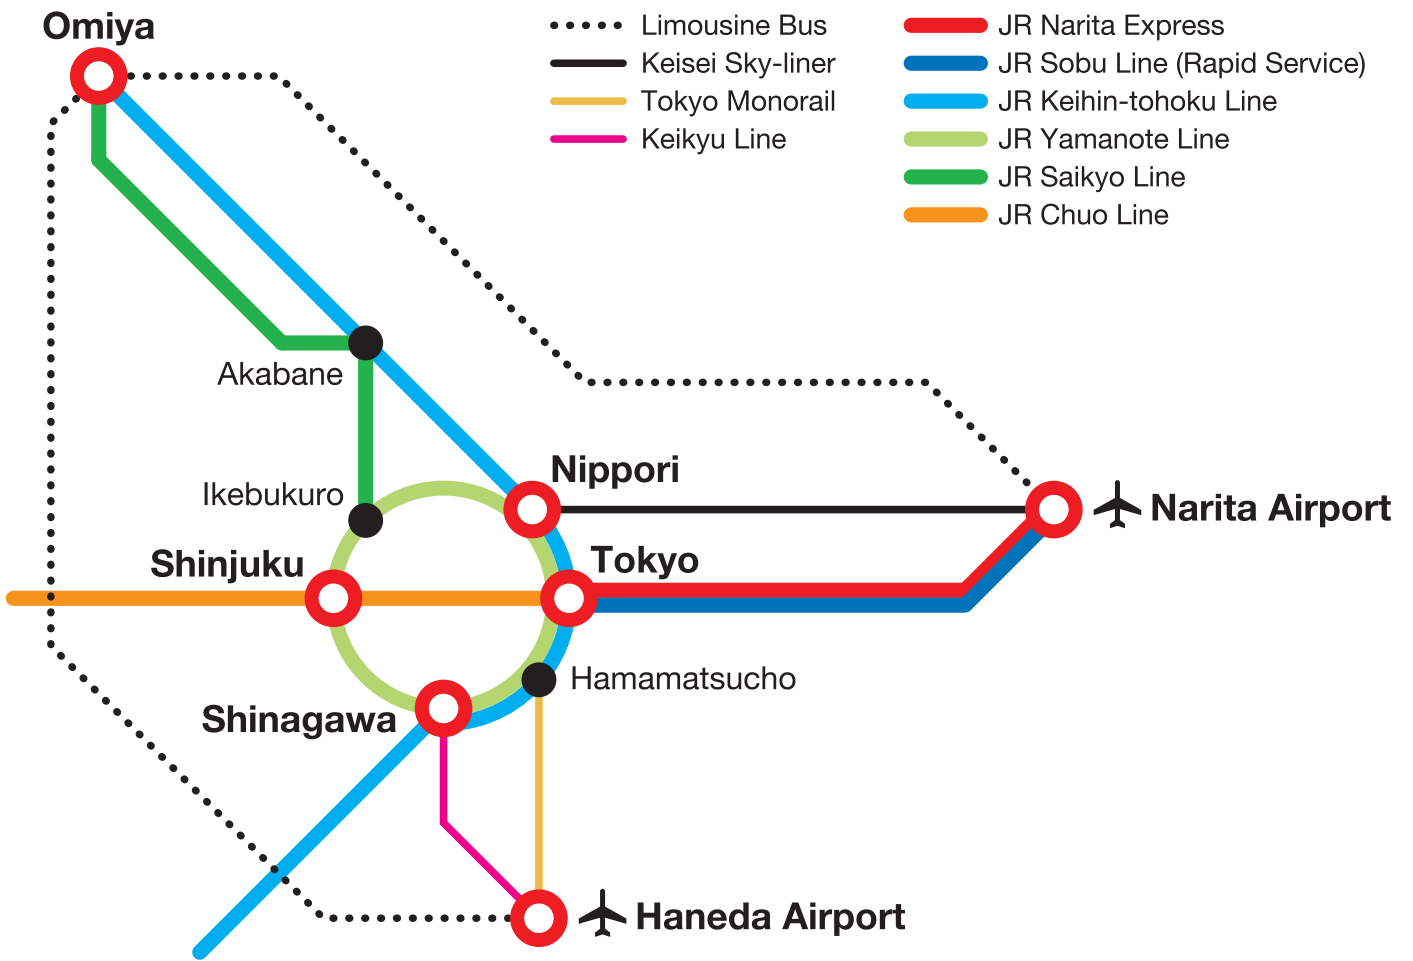 Omiya
Limousine Bus
Keisei Sky-liner
Tokyo Monorail
Keikyu Line
JR Narita Express
JR Sobu Line (Rapid Service)
JR Keihin-tohoku Line
JR Yamanote Line
JR Saikyo Line
JR Chuo Line
Akabane
Nippori
Ikebukuro
Narita Airport
Shinjuku
Tokyo
Hamamatsucho
Shinagawa
Haneda Airport